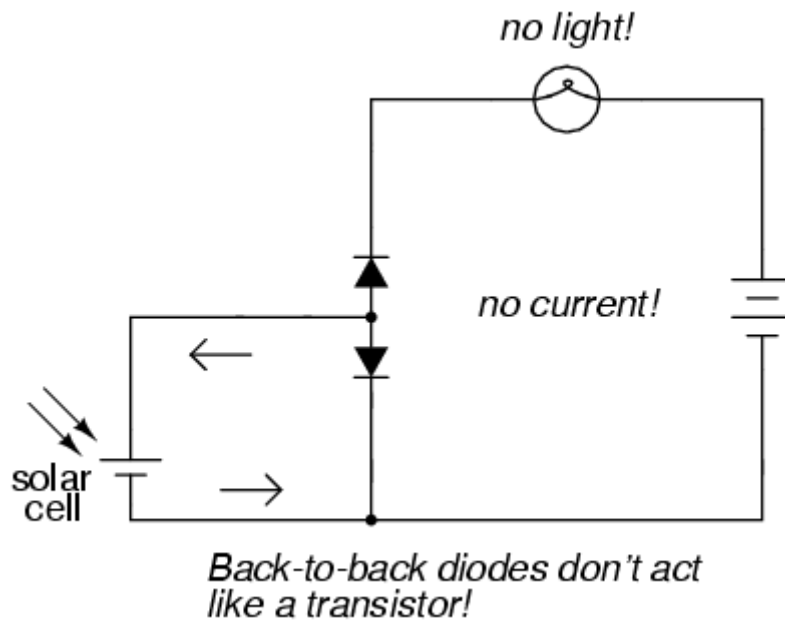 no light!
no current!
solar
cell
Back-to-back diodes don't act
like a transistor!